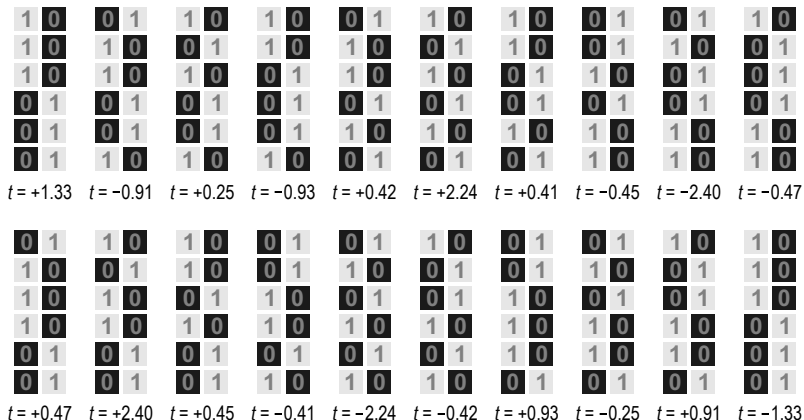 1 0 0 1 1 0 1 0 0 1 1 0 1 0 0 1 0 1 1 0
1 0 1 0 0 1 1 0 1 0 0 1 1 0 0 1 1 0 0 1
1 0 1 0 1 0 0 1 1 0 1 0 0 1 1 0 0 1 0 1
0 1 0 1 0 1 0 1 0 1 0 1 0 1 0 1 0 1 0 1
0 1 0 1 0 1 0 1 1 0 1 0 1 0 1 0 1 0 1 0
0 1 1 0 1 0 1 0 0 1 0 1 0 1 1 0 1 0 1 0
t = +1.33 t = −0.91 t = +0.25 t = −0.93 t = +0.42 t = +2.24 t = +0.41 t = −0.45 t = −2.40 t = −0.47
0 1 1 0 1 0 0 1 0 1 1 0 0 1 0 1 1 0 1 0
1 0 0 1 1 0 0 1 1 0 0 1 0 1 1 0 0 1 1 0
1 0 1 0 0 1 1 0 0 1 0 1 1 0 0 1 0 1 1 0
1 0 1 0 1 0 1 0 1 0 1 0 1 0 1 0 1 0 0 1
0 1 0 1 0 1 0 1 0 1 0 1 1 0 1 0 1 0 0 1
0 1 0 1 0 1 1 0 1 0 1 0 0 1 0 1 0 1 0 1
t = +0.47 t = +2.40 t = +0.45 t = −0.41 t = −2.24 t = −0.42 t = +0.93 t = −0.25 t = +0.91 t = −1.33